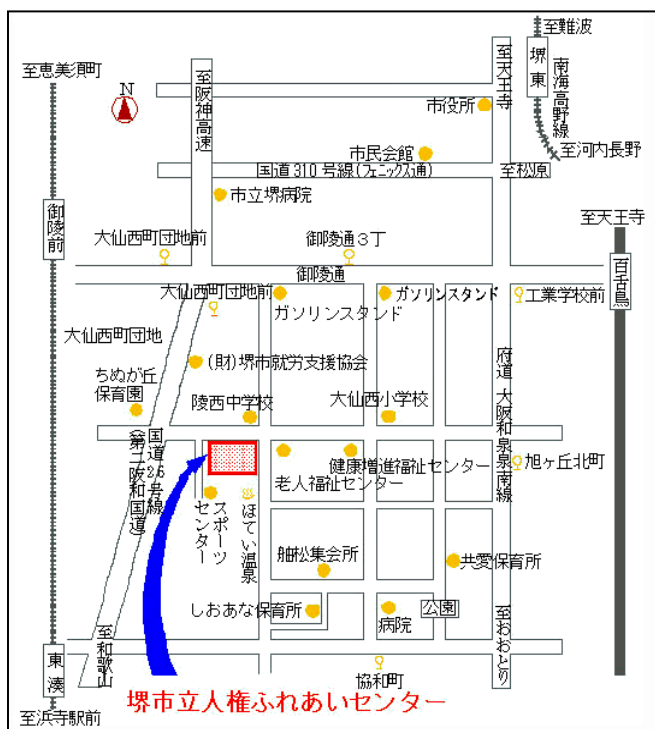 至難波
至恵美須町
N
至阪神高速
至天王寺
堺東
南海高野線
市役所
市民会館
至河内長野
国道310号線(フェニックス通)
至松原
市立堺病院
御陵前
至天王寺
大仙西町団地前
御陵通３丁
百舌鳥
御陵通
大仙西町団地前
ガソリンスタンド
ガソリンスタンド
工業学校前
大仙西町団地
(財)堺市就労支援協会
ちぬが丘
保育園
陵西中学校
大仙西小学校
府道 大阪和泉泉南線
国道26号線
(第二阪和国道)
健康増進福祉センター
旭ヶ丘北町
老人福祉センター
スポーツ
センター
ほてい温泉
舳松集会所
共愛保育所
しおあな保育所
病院
公園
至おおとり
至和歌山
東湊
協和町
堺市立人権ふれあいセンター
至浜寺駅前